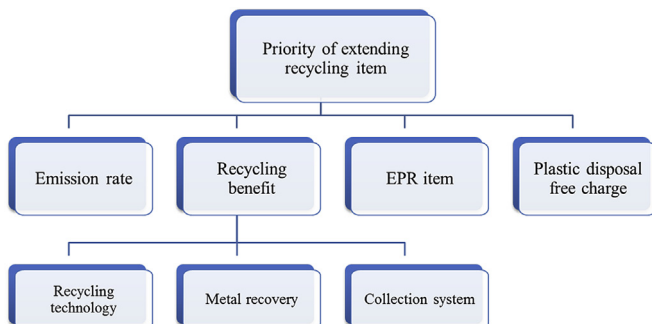 Priority of extending
recycling item
Emission rate
Recycling
benefit
EPR item
Plastic disposal
free charge
Recycling
technology
Metal recovery
Collection system